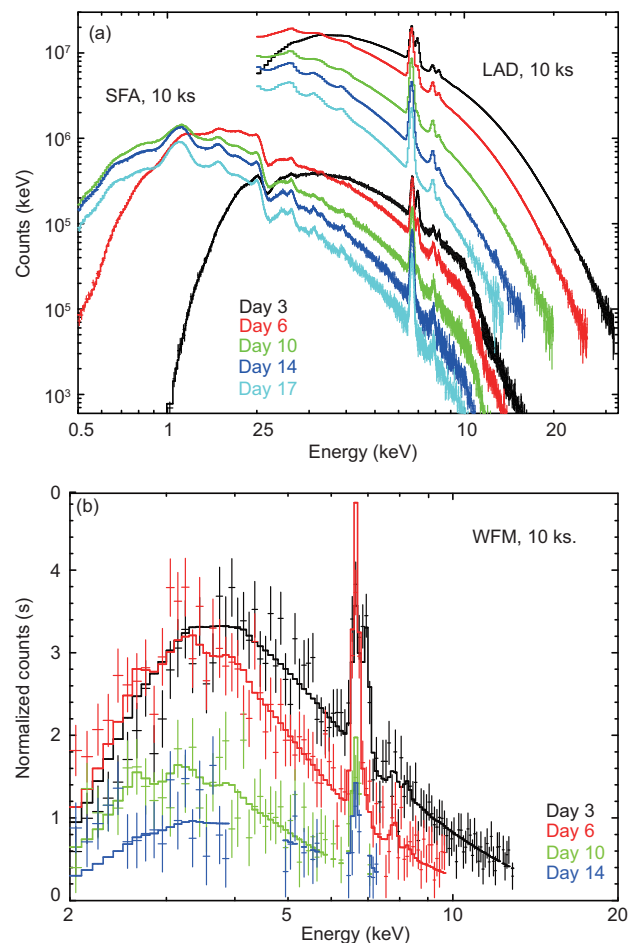 (a)
10⁷
10⁶
10⁵
10⁵
10³
Counts (keV)
SFA, 10 ks
LAD, 10 ks
Day 3
Day 6
Day 10
Day 14
Day 17
0.5 1 25 10 20
Energy (keV)
(b)
0
4
3
2
1
0
Normalized counts (s)
WFM, 10 ks.
Day 3
Day 6
Day 10
Day 14
2 5 10 20
Energy (keV)